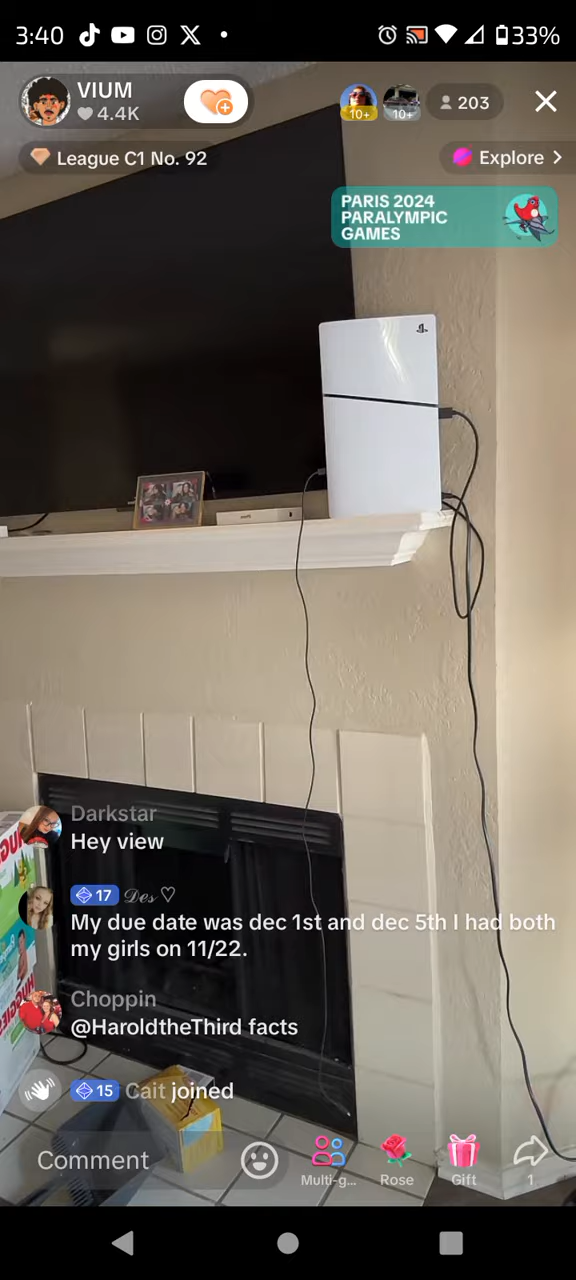 3:40
33%
VIUM
4.4K
10+
10+
203
League C1 No. 92
Explore
PARIS 2024
PARALYMPIC
GAMES
Darkstar
Hey view
17 𝒟𝑒𝓈♡
My due date was dec 1st and dec 5th I had both
my girls on 11/22.
Choppin
@HaroldtheThird facts
15 Cait joined
Comment
Multi-g...
Rose
Gift
1
HUGGIES